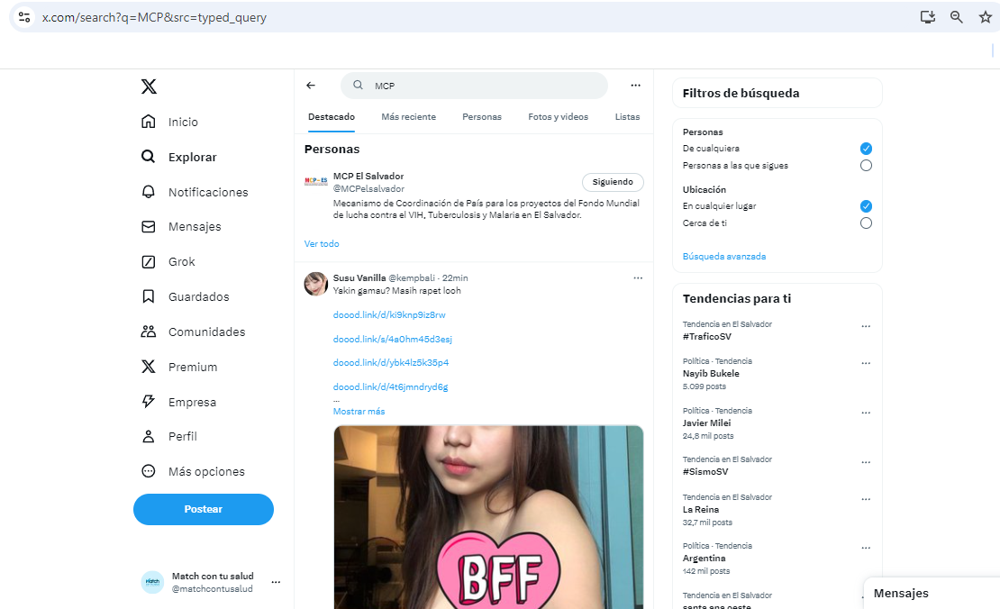 x.com/search?q=MCP&src=typed_query
Inicio
Explorar
Notificaciones
Mensajes
Grok
Guardados
Comunidades
Premium
Empresa
Perfil
Más opciones
Postear
Match con tu salud
@matchcontusalud
MCP
Destacado
Más reciente
Personas
Fotos y videos
Listas
Personas
MCP-ES
MCP El Salvador
@MCPelsalvador
Siguiendo
Mecanismo de Coordinación de País para los proyectos del Fondo Mundial
de lucha contra el VIH, Tuberculosis y Malaria en El Salvador.
Ver todo
Susu Vanilla @kempbali · 22min
Yakin gamau? Masih rapet looh
doood.link/d/ki9knp9iz8rw
doood.link/s/4a0hm45d3esj
doood.link/d/ybk4lz5k35p4
doood.link/d/4t6jmndryd6g
...
Mostrar más
BFF
Filtros de búsqueda
Personas
De cualquiera
Personas a las que sigues
Ubicación
En cualquier lugar
Cerca de ti
Búsqueda avanzada
Tendencias para ti
Tendencia en El Salvador
#TraficoSV
Política · Tendencia
Nayib Bukele
5.099 posts
Política · Tendencia
Javier Milei
24,8 mil posts
Tendencia en El Salvador
#SismoSV
Tendencia en El Salvador
La Reina
32,7 mil posts
Política · Tendencia
Argentina
142 mil posts
Tendencia en El Salvador
santa ana oeste
Mensajes